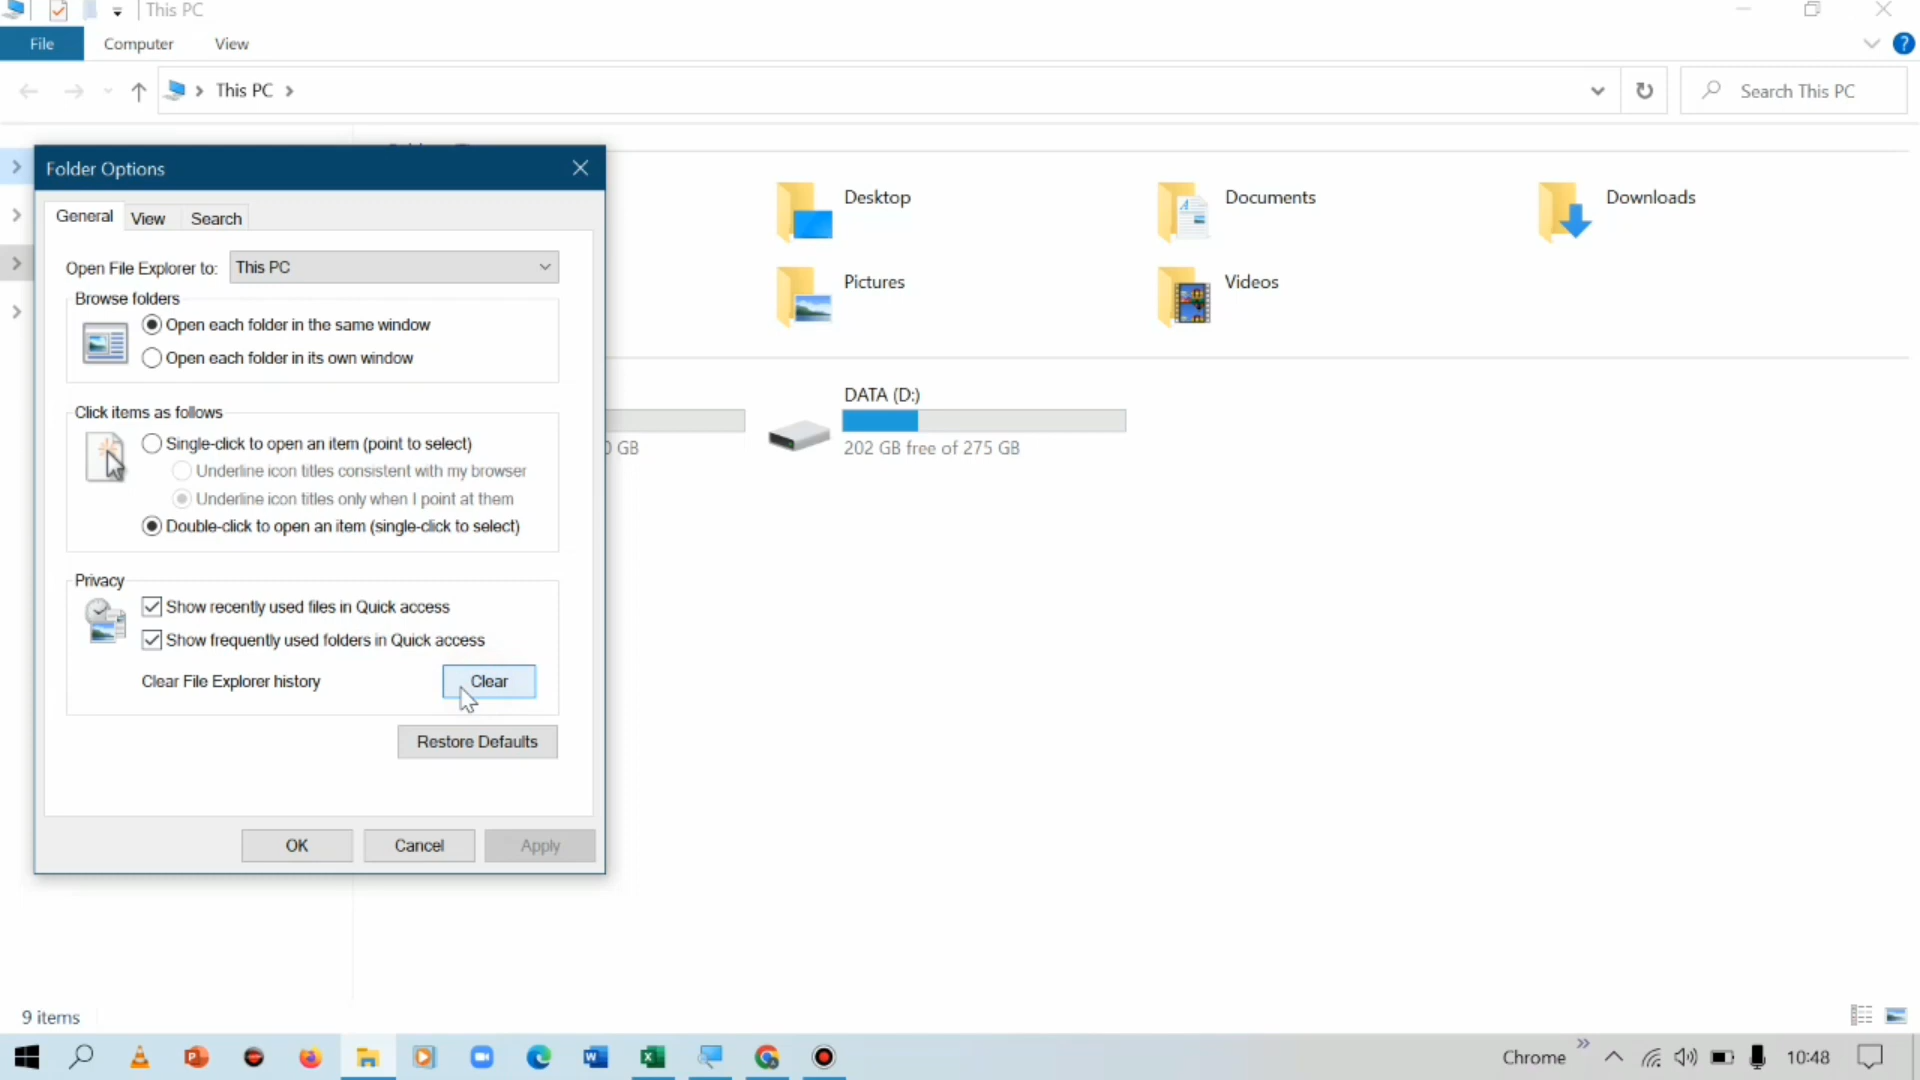 This PC
File Computer View
This PC
Search This PC
Folder Options
General View Search
Open File Explorer to: This PC
Browse folders
Open each folder in the same window
Open each folder in its own window
Click items as follows
Single-click to open an item (point to select)
Underline icon titles consistent with my browser
Underline icon titles only when I point at them
Double-click to open an item (single-click to select)
Privacy
Show recently used files in Quick access
Show frequently used folders in Quick access
Clear File Explorer history Clear
Restore Defaults
OK Cancel Apply
Desktop Documents Downloads
Pictures Videos
DATA (D:)
GB 202 GB free of 275 GB
9 items
Chrome 10:48